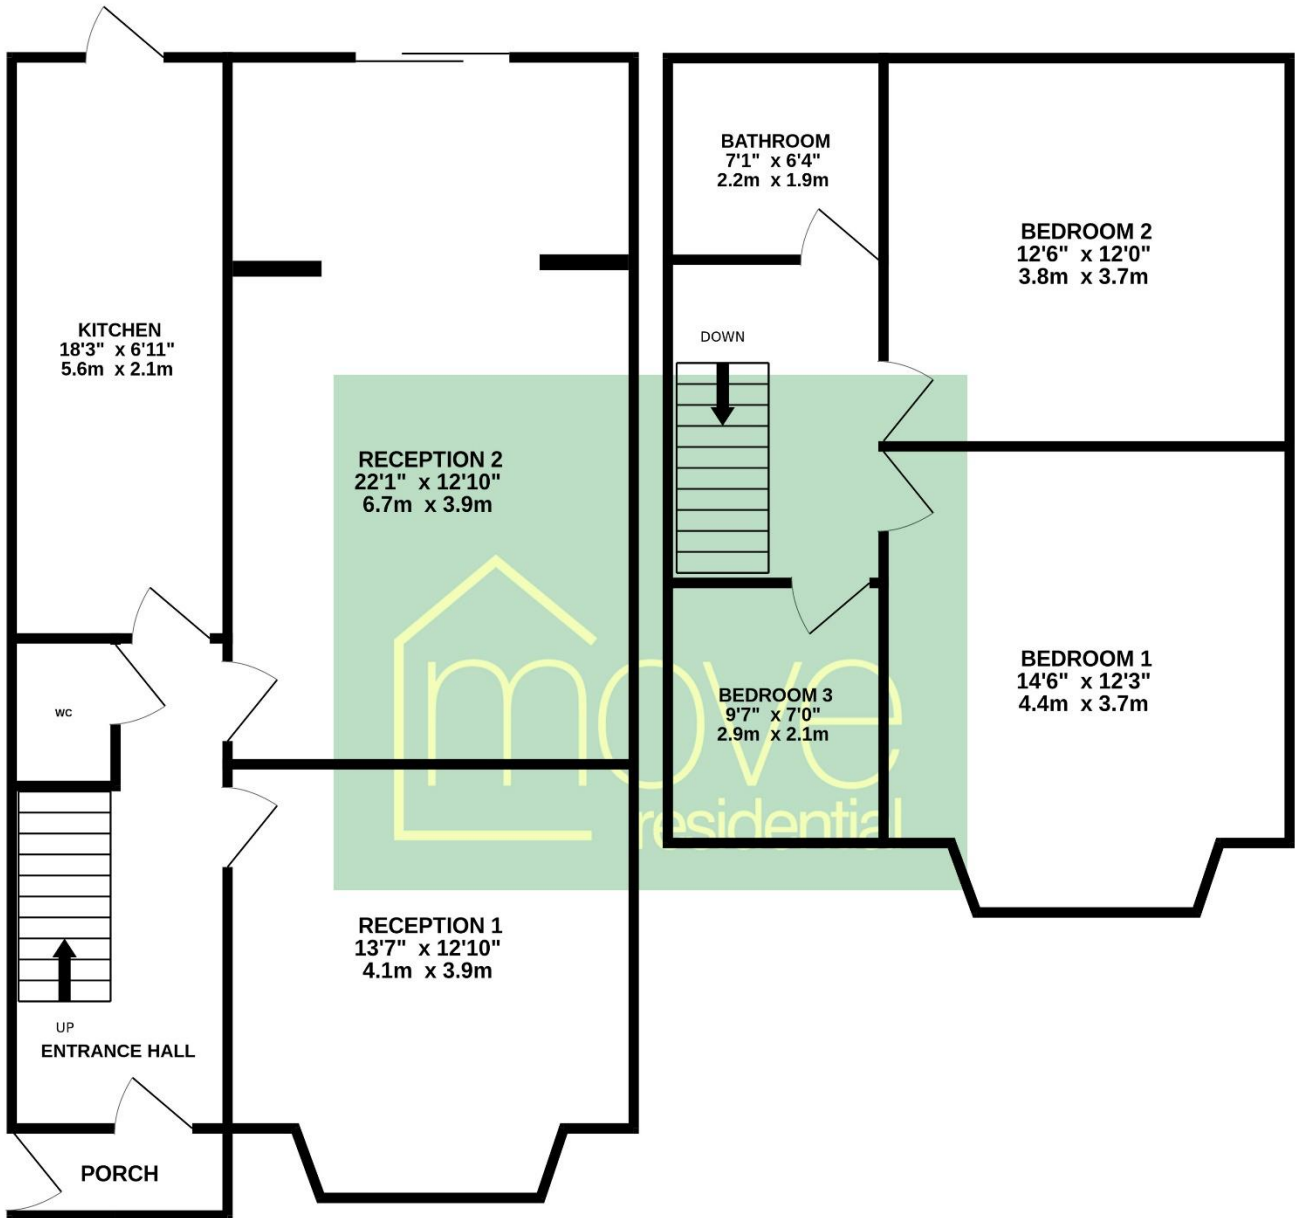 BATHROOM
7'1" x 6'4"
2.2m x 1.9m
BEDROOM 2
12'6" x 12'0"
3.8m x 3.7m
KITCHEN
18'3" x 6'11"
5.6m x 2.1m
DOWN
RECEPTION 2
22'1" x 12'10"
6.7m x 3.9m
move
residential
WC
BEDROOM 3
9'7" x 7'0"
2.9m x 2.1m
BEDROOM 1
14'6" x 12'3"
4.4m x 3.7m
RECEPTION 1
13'7" x 12'10"
4.1m x 3.9m
UP
ENTRANCE HALL
PORCH